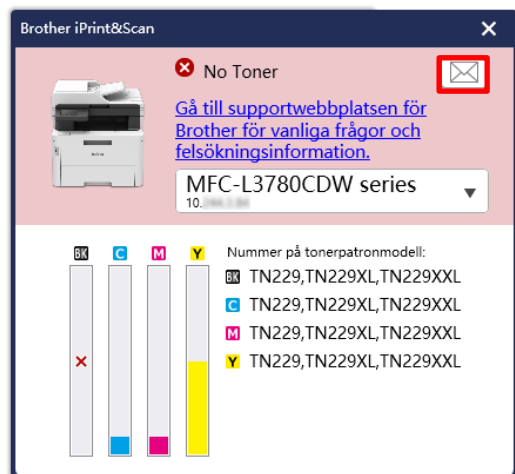 Brother iPrint&Scan
No Toner
Gå till supportwebbplatsen för
Brother för vanliga frågor och
felsökningsinformation.
MFC-L3780CDW series
10.
BK C M Y
Nummer på tonerpatronmodell:
BK TN229,TN229XL,TN229XXL
C TN229,TN229XL,TN229XXL
M TN229,TN229XL,TN229XXL
Y TN229,TN229XL,TN229XXL